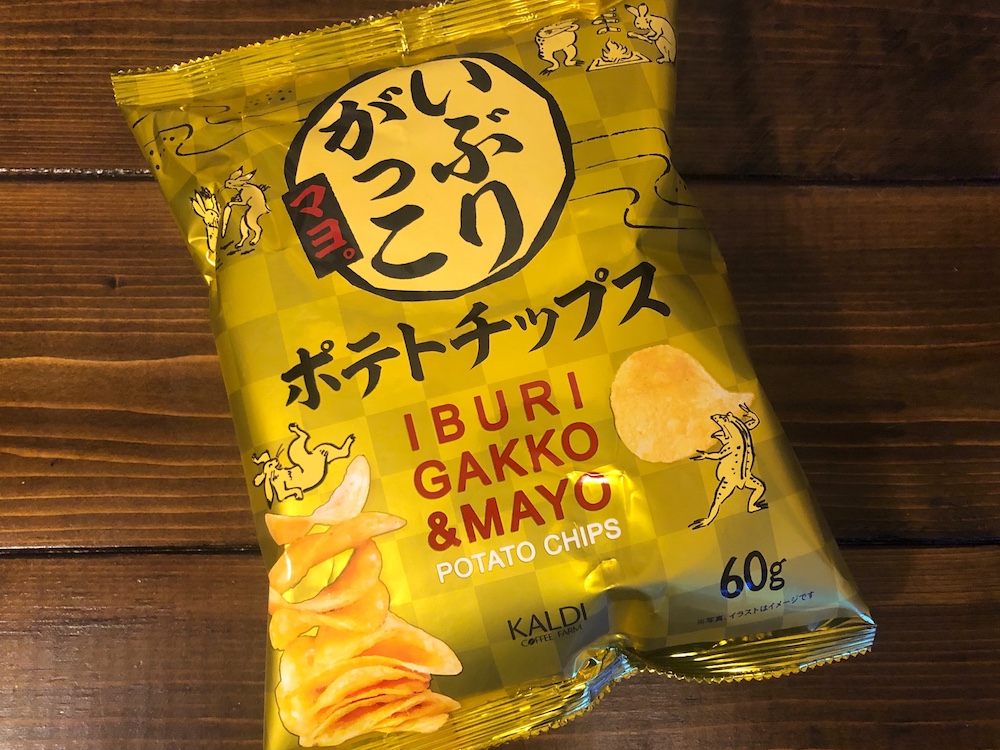 いぶり
がっこ
マヨ。
ポテトチップス
IBURI
GAKKO
&MAYO
POTATO CHIPS
KALDI
COFFEE FARM
60g
※写真、イラストはイメージです